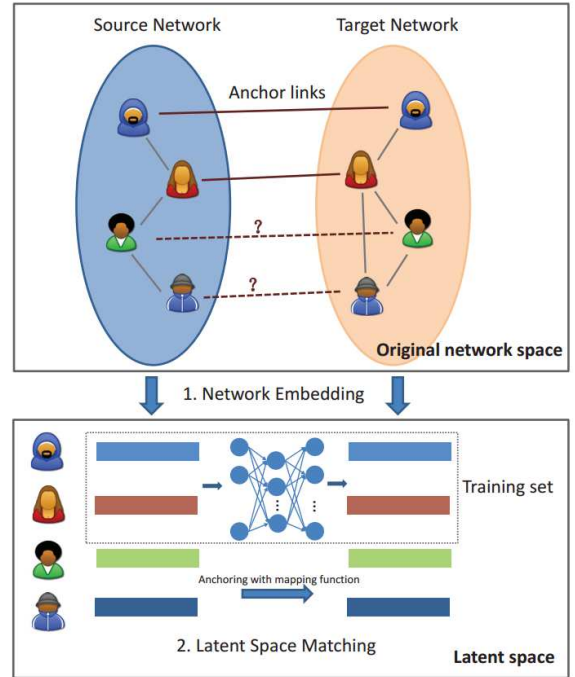 Source Network
Target Network
Anchor links
?
?
Original network space
1. Network Embedding
Training set
Anchoring with mapping function
2. Latent Space Matching
Latent space